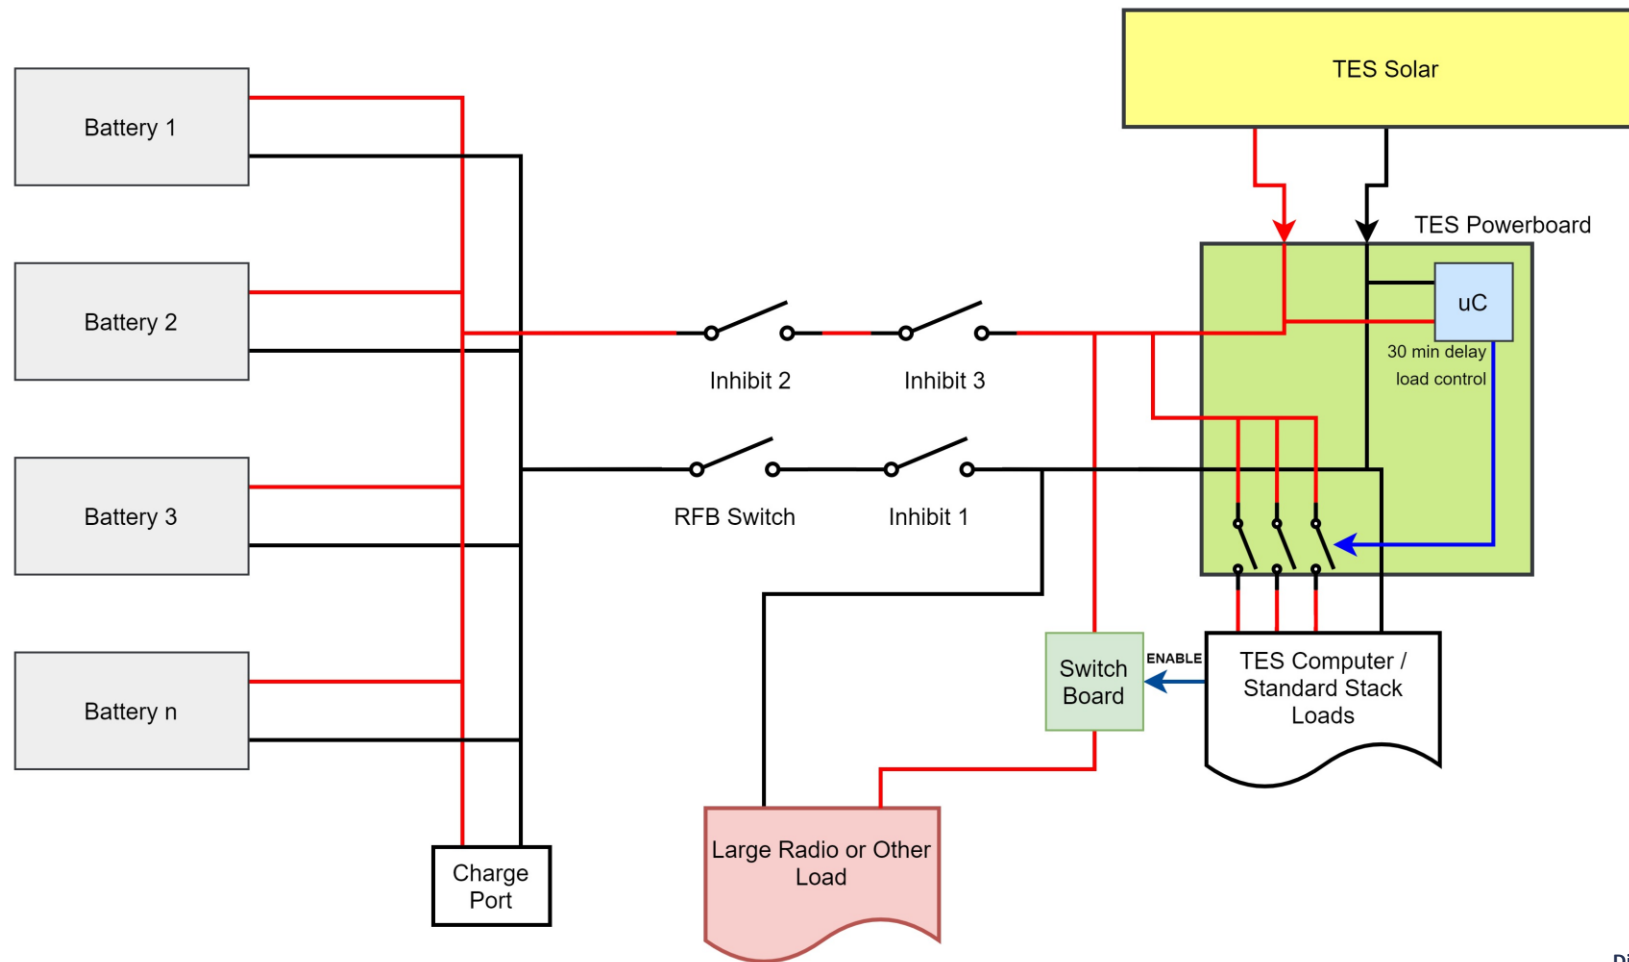 TES Solar
Battery 1
TES Powerboard
uC
Battery 2
30 min delay
load control
Inhibit 2
Inhibit 3
Battery 3
RFB Switch
Inhibit 1
Switch
Board
ENABLE
TES Computer /
Standard Stack
Loads
Battery n
Large Radio or Other
Load
Charge
Port